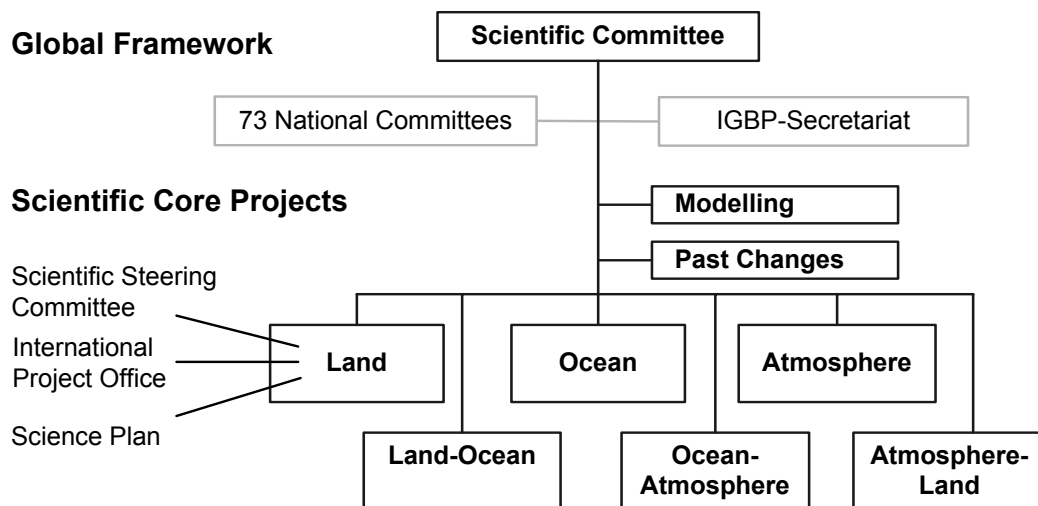 Global Framework
Scientific Committee
73 National Committees
IGBP-Secretariat
Scientific Core Projects
Modelling
Past Changes
Scientific Steering
Committee
International
Project Office
Science Plan
Land
Ocean
Atmosphere
Land-Ocean
Ocean-
Atmosphere
Atmosphere-
Land